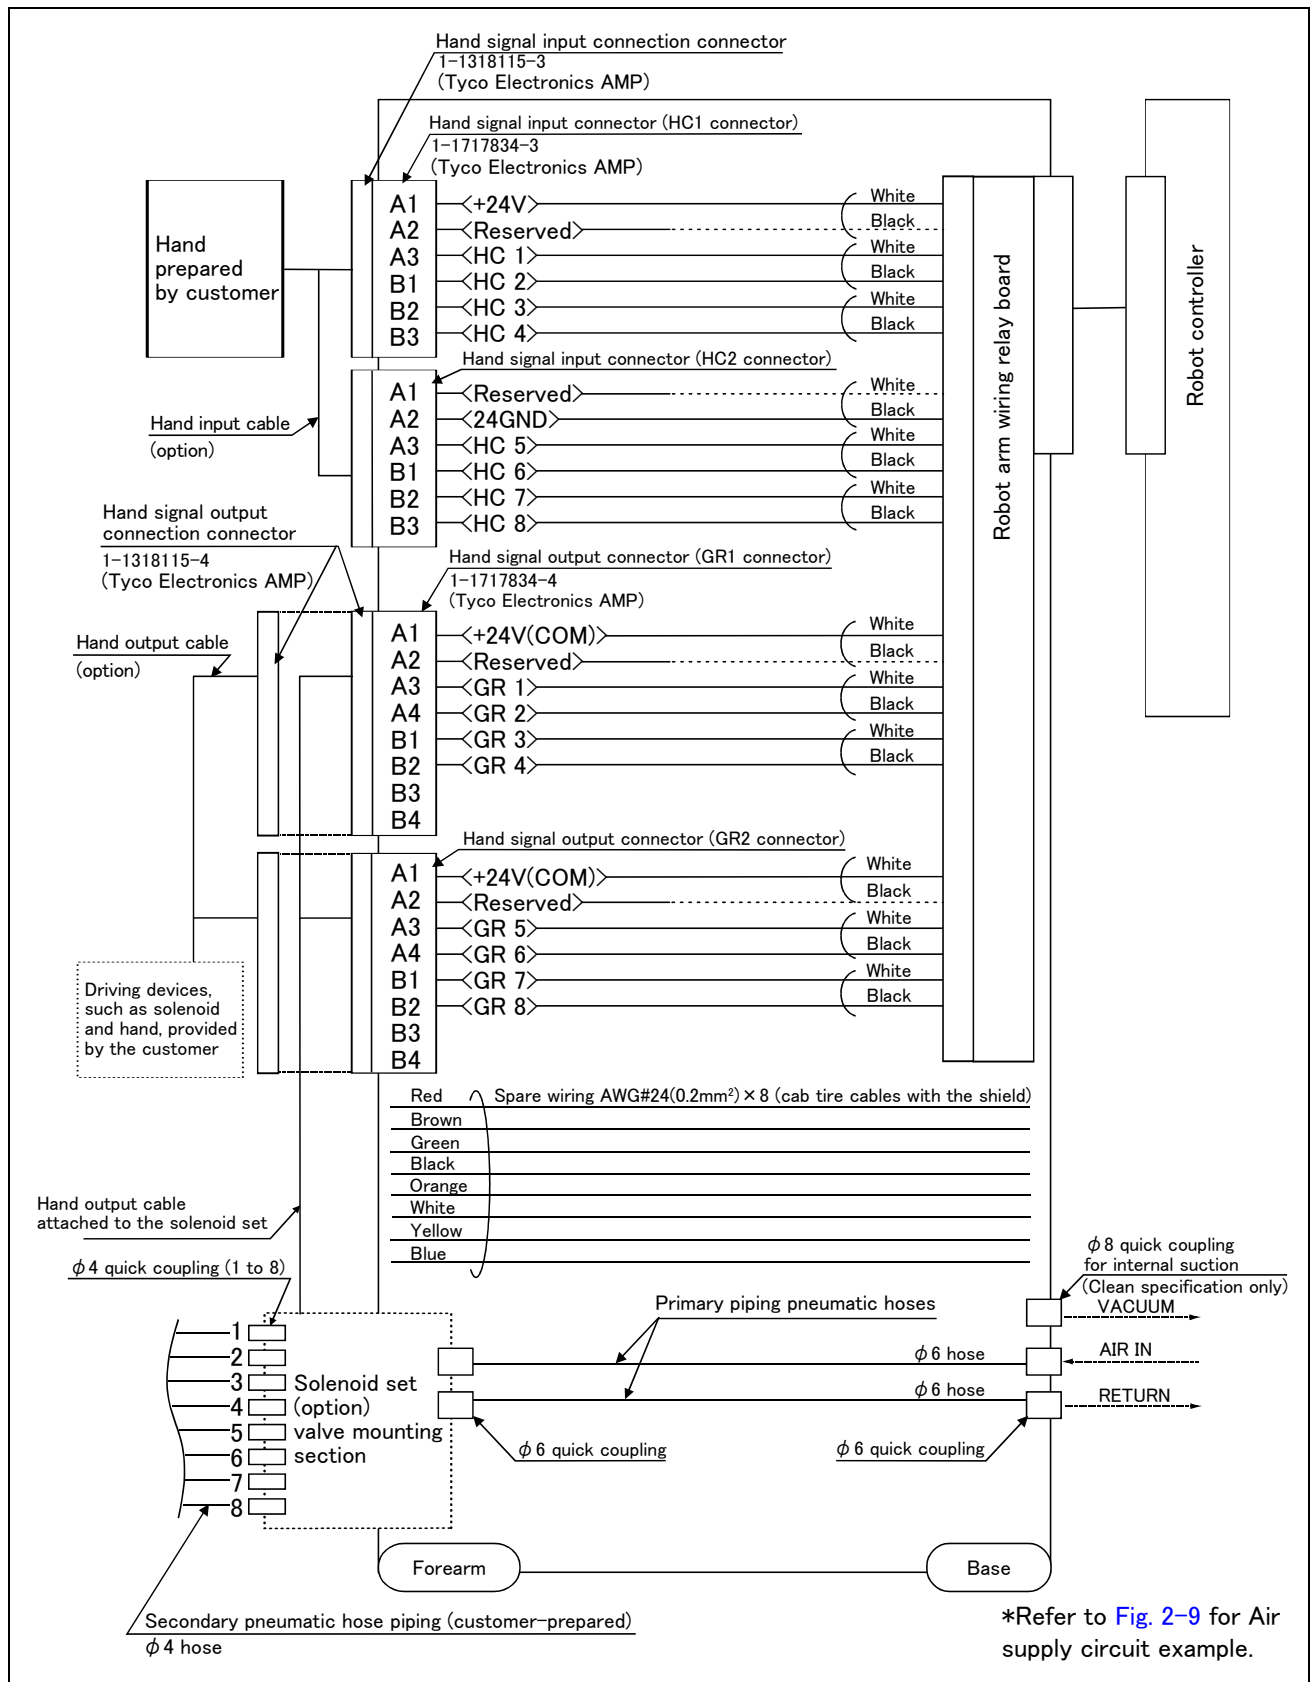 Hand signal input connection connector
1-1318115-3
(Tyco Electronics AMP)
Hand signal input connector (HC1 connector)
1-1717834-3
(Tyco Electronics AMP)
Hand
prepared
by customer
A1 <+24V> White
A2 <Reserved> Black
A3 <HC 1> White
B1 <HC 2> Black
B2 <HC 3> White
B3 <HC 4> Black
Hand signal input connector (HC2 connector)
A1 <Reserved> White
A2 <24GND> Black
A3 <HC 5> White
B1 <HC 6> Black
B2 <HC 7> White
B3 <HC 8> Black
Robot arm wiring relay board
Robot controller
Hand input cable
(option)
Hand signal output
connection connector
1-1318115-4
(Tyco Electronics AMP)
Hand signal output connector (GR1 connector)
1-1717834-4
(Tyco Electronics AMP)
Hand output cable
(option)
A1 <+24V(COM)> White
A2 <Reserved> Black
A3 <GR 1> White
A4 <GR 2> Black
B1 <GR 3> White
B2 <GR 4> Black
B3
B4
Hand signal output connector (GR2 connector)
A1 <+24V(COM)> White
A2 <Reserved> Black
A3 <GR 5> White
A4 <GR 6> Black
B1 <GR 7> White
B2 <GR 8> Black
B3
B4
Driving devices,
such as solenoid
and hand, provided
by the customer
Red Spare wiring AWG#24(0.2mm²)×8 (cab tire cables with the shield)
Brown
Green
Black
Orange
White
Yellow
Blue
Hand output cable
attached to the solenoid set
φ4 quick coupling (1 to 8)
φ8 quick coupling
for internal suction
(Clean specification only)
VACUUM
Primary piping pneumatic hoses
φ6 hose
AIR IN
φ6 hose
RETURN
1
2
3
4
5
6
7
8
Solenoid set
(option)
valve mounting
section
φ6 quick coupling
φ6 quick coupling
Forearm
Base
Secondary pneumatic hose piping (customer-prepared)
φ4 hose
*Refer to Fig. 2-9 for Air
supply circuit example.